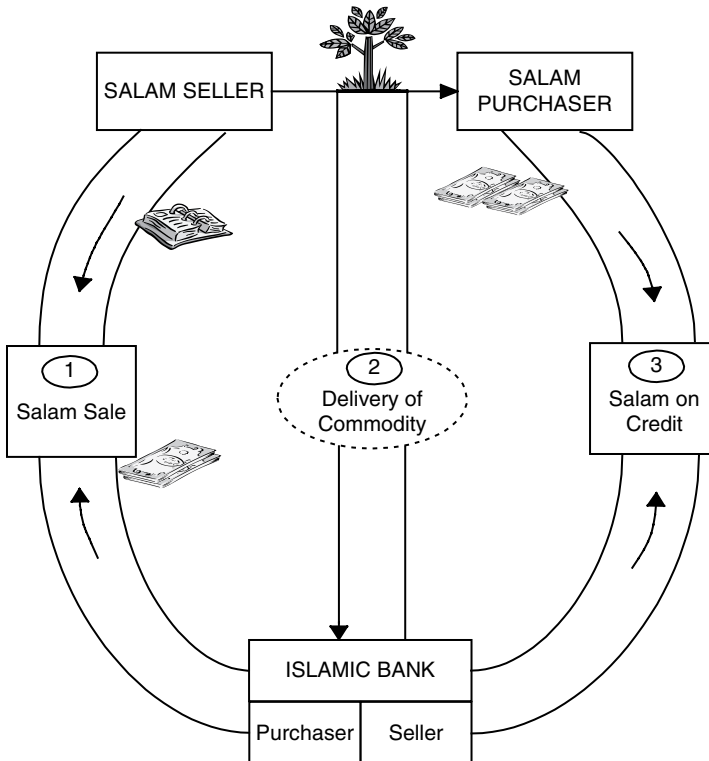 SALAM SELLER
SALAM
PURCHASER
1
Salam Sale
2
Delivery of
Commodity
3
Salam on
Credit
ISLAMIC BANK
Purchaser
Seller